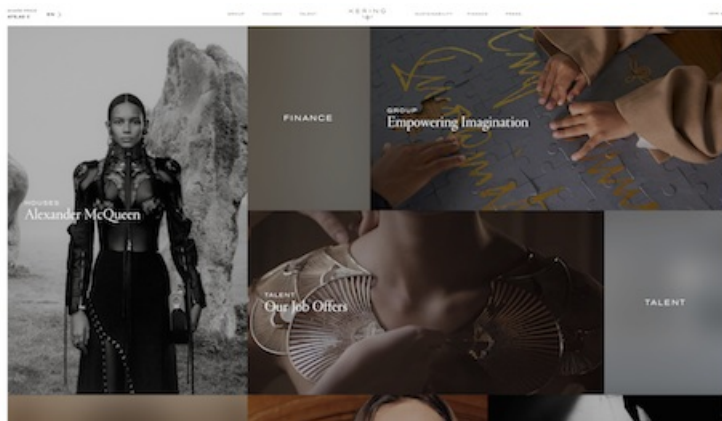 GROUP
HOUSES
TALENT
KERING
SUSTAINABILITY
FINANCE
PRESS
FINANCE
GROUP
Empowering Imagination
HOUSES
Alexander McQueen
TALENT
Our Job Offers
TALENT